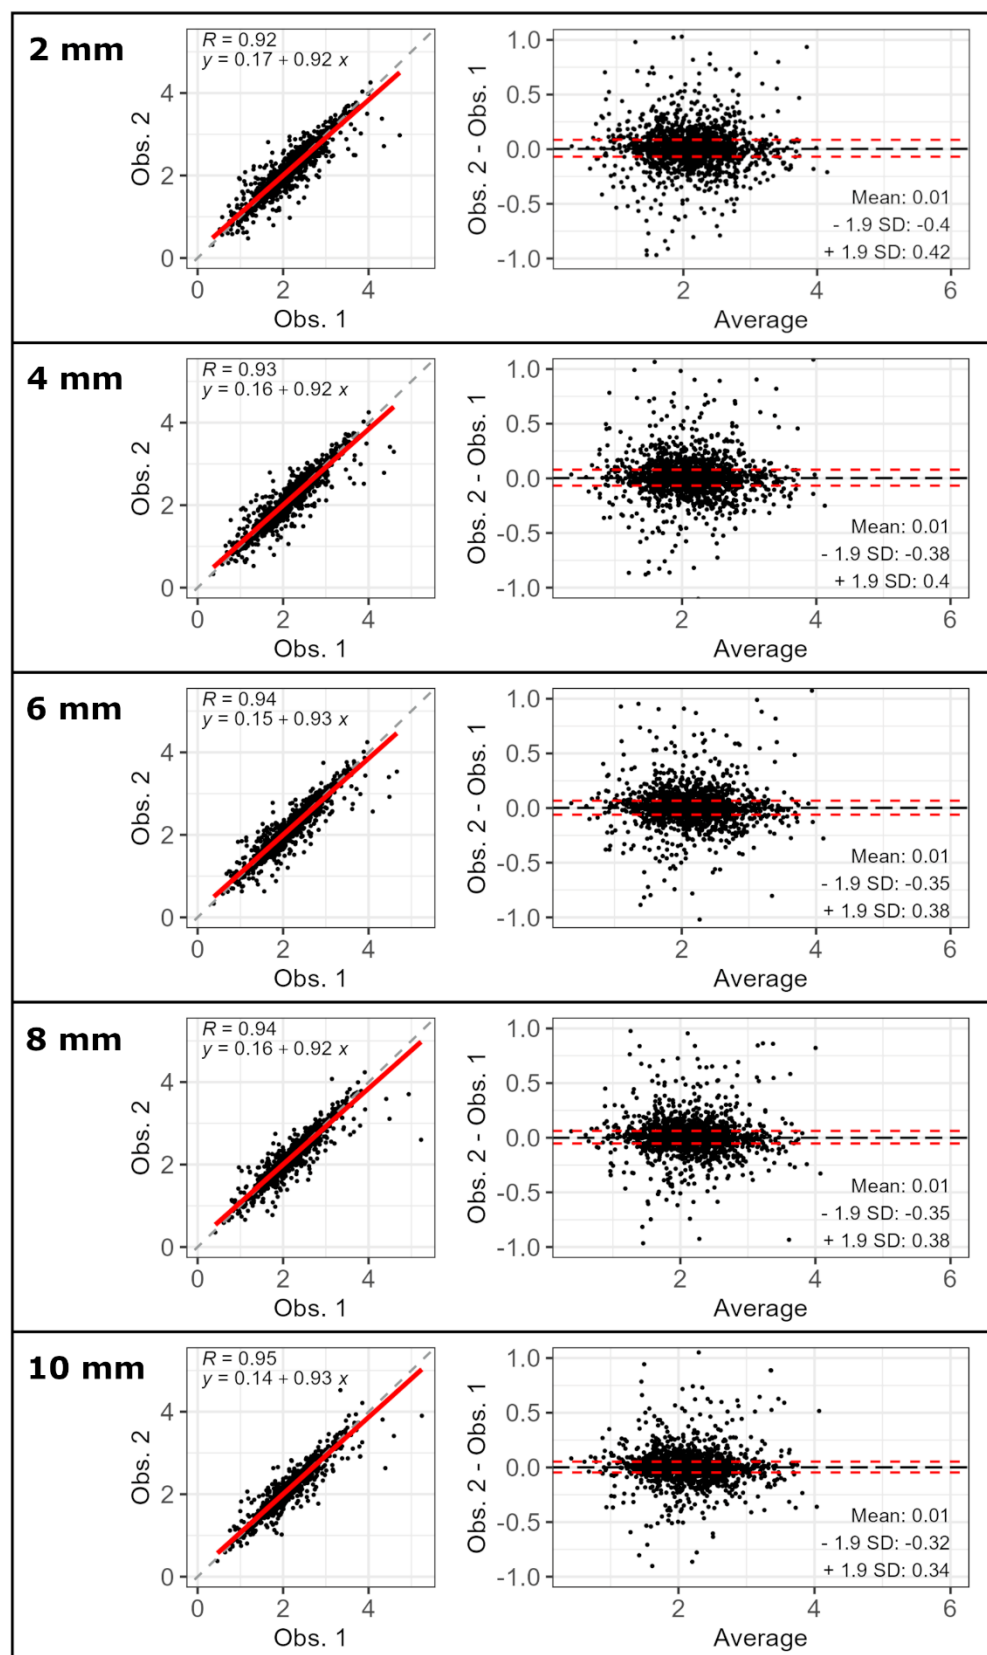 2 mm
R = 0.92
y = 0.17 + 0.92 x
4
2
0
Obs. 2
0 2 4
Obs. 1
1.0
0.5
0.0
-0.5
-1.0
Obs. 2 - Obs. 1
Mean: 0.01
- 1.9 SD: -0.4
+ 1.9 SD: 0.42
2 4 6
Average
4 mm
R = 0.93
y = 0.16 + 0.92 x
4
2
0
Obs. 2
0 2 4
Obs. 1
1.0
0.5
0.0
-0.5
-1.0
Obs. 2 - Obs. 1
Mean: 0.01
- 1.9 SD: -0.38
+ 1.9 SD: 0.4
2 4 6
Average
6 mm
R = 0.94
y = 0.15 + 0.93 x
4
2
0
Obs. 2
0 2 4
Obs. 1
1.0
0.5
0.0
-0.5
-1.0
Obs. 2 - Obs. 1
Mean: 0.01
- 1.9 SD: -0.35
+ 1.9 SD: 0.38
2 4 6
Average
8 mm
R = 0.94
y = 0.16 + 0.92 x
4
2
0
Obs. 2
0 2 4
Obs. 1
1.0
0.5
0.0
-0.5
-1.0
Obs. 2 - Obs. 1
Mean: 0.01
- 1.9 SD: -0.35
+ 1.9 SD: 0.38
2 4 6
Average
10 mm
R = 0.95
y = 0.14 + 0.93 x
4
2
0
Obs. 2
0 2 4
Obs. 1
1.0
0.5
0.0
-0.5
-1.0
Obs. 2 - Obs. 1
Mean: 0.01
- 1.9 SD: -0.32
+ 1.9 SD: 0.34
2 4 6
Average